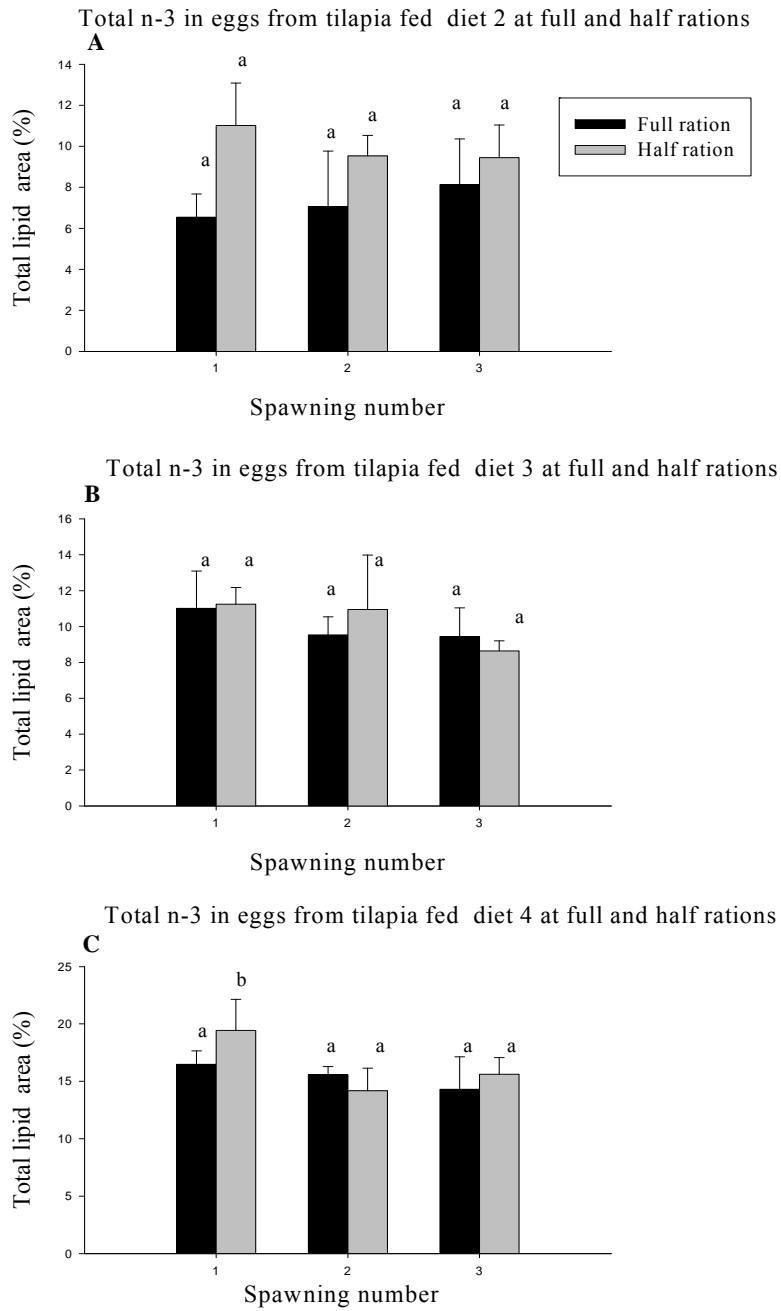 Total n-3 in eggs from tilapia fed diet 2 at full and half rations
A
14
12
10
8
6
4
2
0
Total lipid area (%)
a
a
a
a
a
a
Full ration
Half ration
1
2
3
Spawning number
Total n-3 in eggs from tilapia fed diet 3 at full and half rations
B
16
14
12
10
8
6
4
2
0
Total lipid area (%)
a
a
a
a
a
a
1
2
3
Spawning number
Total n-3 in eggs from tilapia fed diet 4 at full and half rations
C
25
20
15
10
5
0
Total lipid area (%)
a
b
a
a
a
a
1
2
3
Spawning number